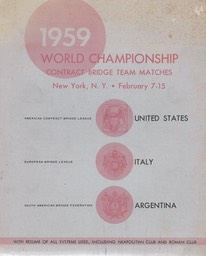 1959
WORLD CHAMPIONSHIP
CONTRACT BRIDGE TEAM MATCHES
New York, N. Y. • February 7-15
AMERICAN CONTRACT BRIDGE LEAGUE
UNITED STATES
EUROPEAN BRIDGE LEAGUE
ITALY
SOUTH AMERICAN BRIDGE FEDERATION
ARGENTINA
WITH RESUME OF ALL SYSTEMS USED, INCLUDING NEAPOLITAN CLUB AND ROMAN CLUB